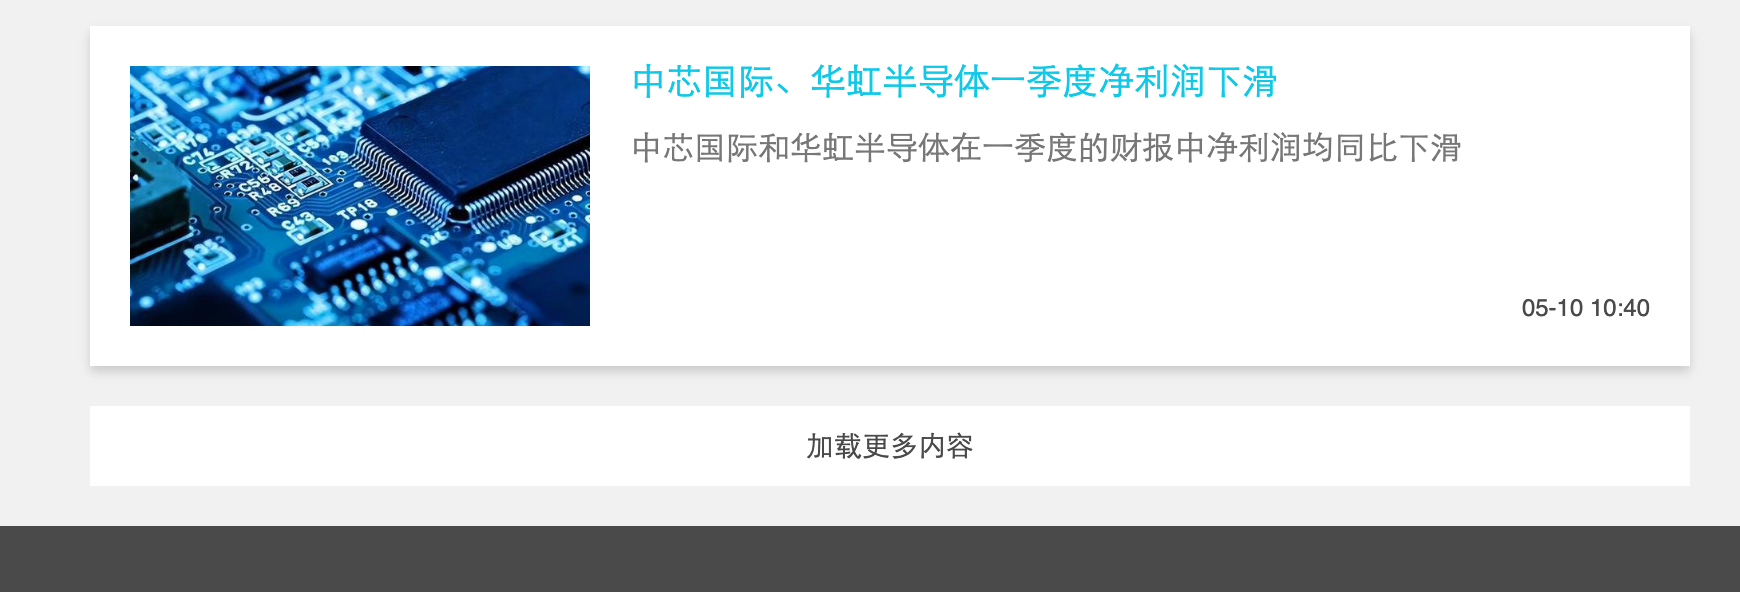 中芯国际、华虹半导体一季度净利润下滑
中芯国际和华虹半导体在一季度的财报中净利润均同比下滑
C74
R72
C56
R48
R69
C43
TP18
103
R35
05-10 10:40
加载更多内容